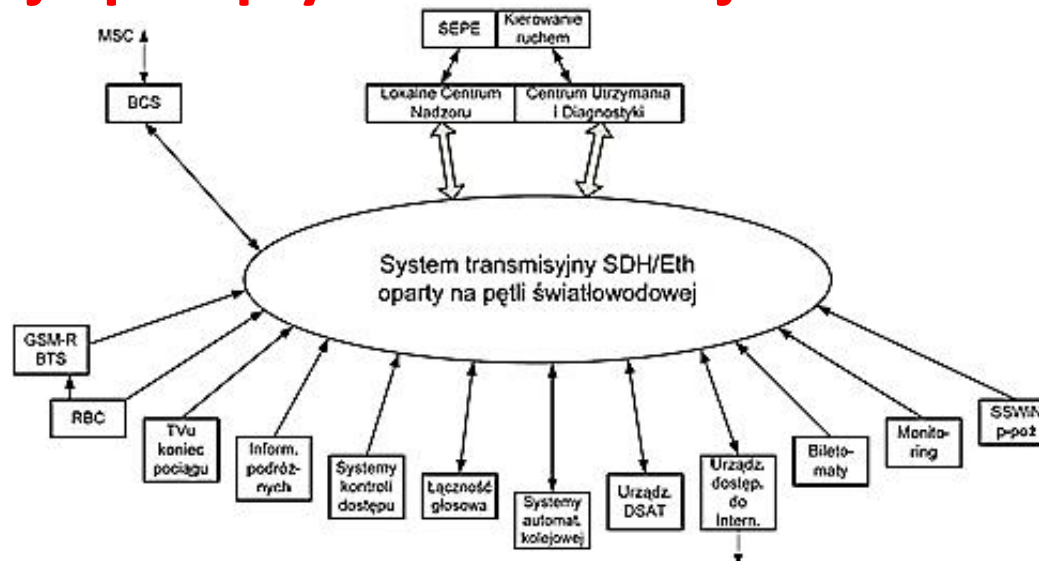 MSC
BCS
SEPE
Kierowanie
ruchem
Lokalne Centrum
Nadzoru
Centrum Utrzymania
i Diagnostyki
System transmisyjny SDH/Eth
oparty na pętli światłowodowej
GSM-R
BTS
RBC
TVu
koniec
pociągu
Inform.
podróż-
nych
Systemy
kontroli
dostępu
Łączność
głosowa
Systemy
automat.
kolejowej
Urządz.
DSAT
Urządz.
dostęp.
do
Intern.
Bileto-
maty
Monito-
ring
SSWiN
p-poż